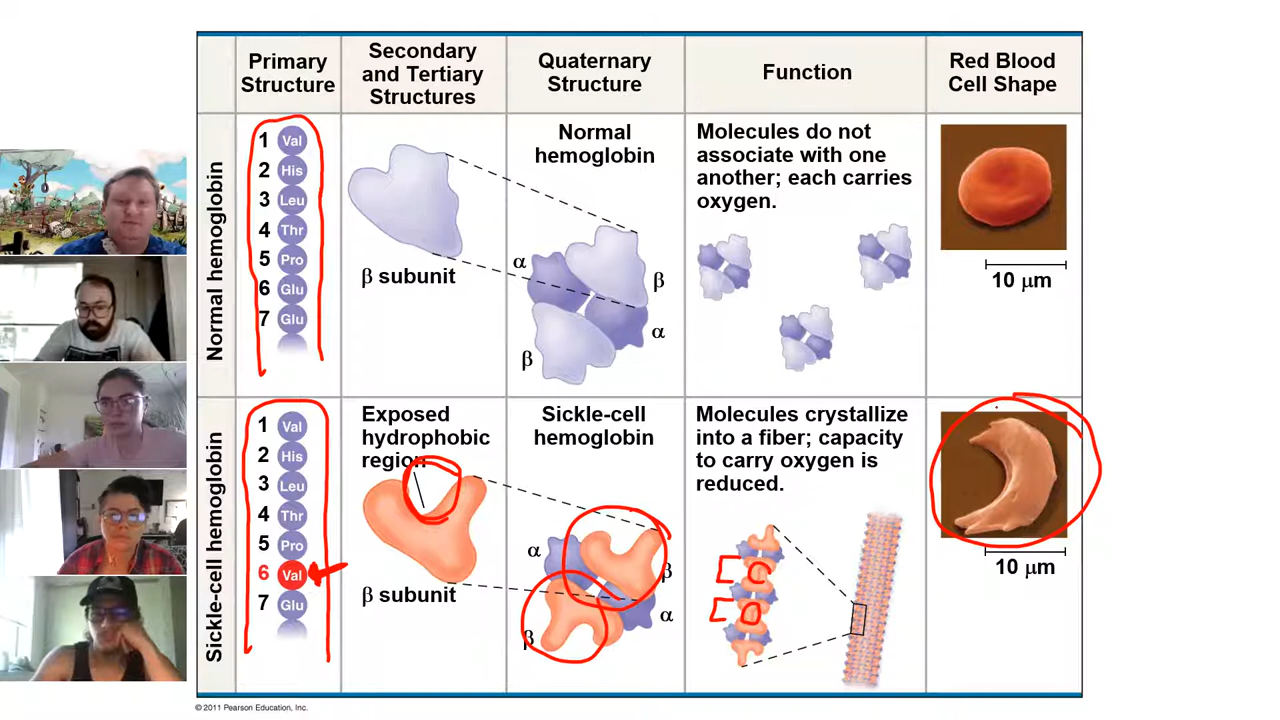 Primary
Structure
Secondary
and Tertiary
Structures
Quaternary
Structure
Function
Red Blood
Cell Shape
Normal hemoglobin
1 Val
2 His
3 Leu
4 Thr
5 Pro
6 Glu
7 Glu
β subunit
Normal
hemoglobin
α
β
α
β
Molecules do not
associate with one
another; each carries
oxygen.
10 µm
Sickle-cell hemoglobin
1 Val
2 His
3 Leu
4 Thr
5 Pro
6 Val
7 Glu
Exposed
hydrophobic
region
β subunit
Sickle-cell
hemoglobin
α
β
α
β
Molecules crystallize
into a fiber; capacity
to carry oxygen is
reduced.
10 µm
© 2011 Pearson Education, Inc.